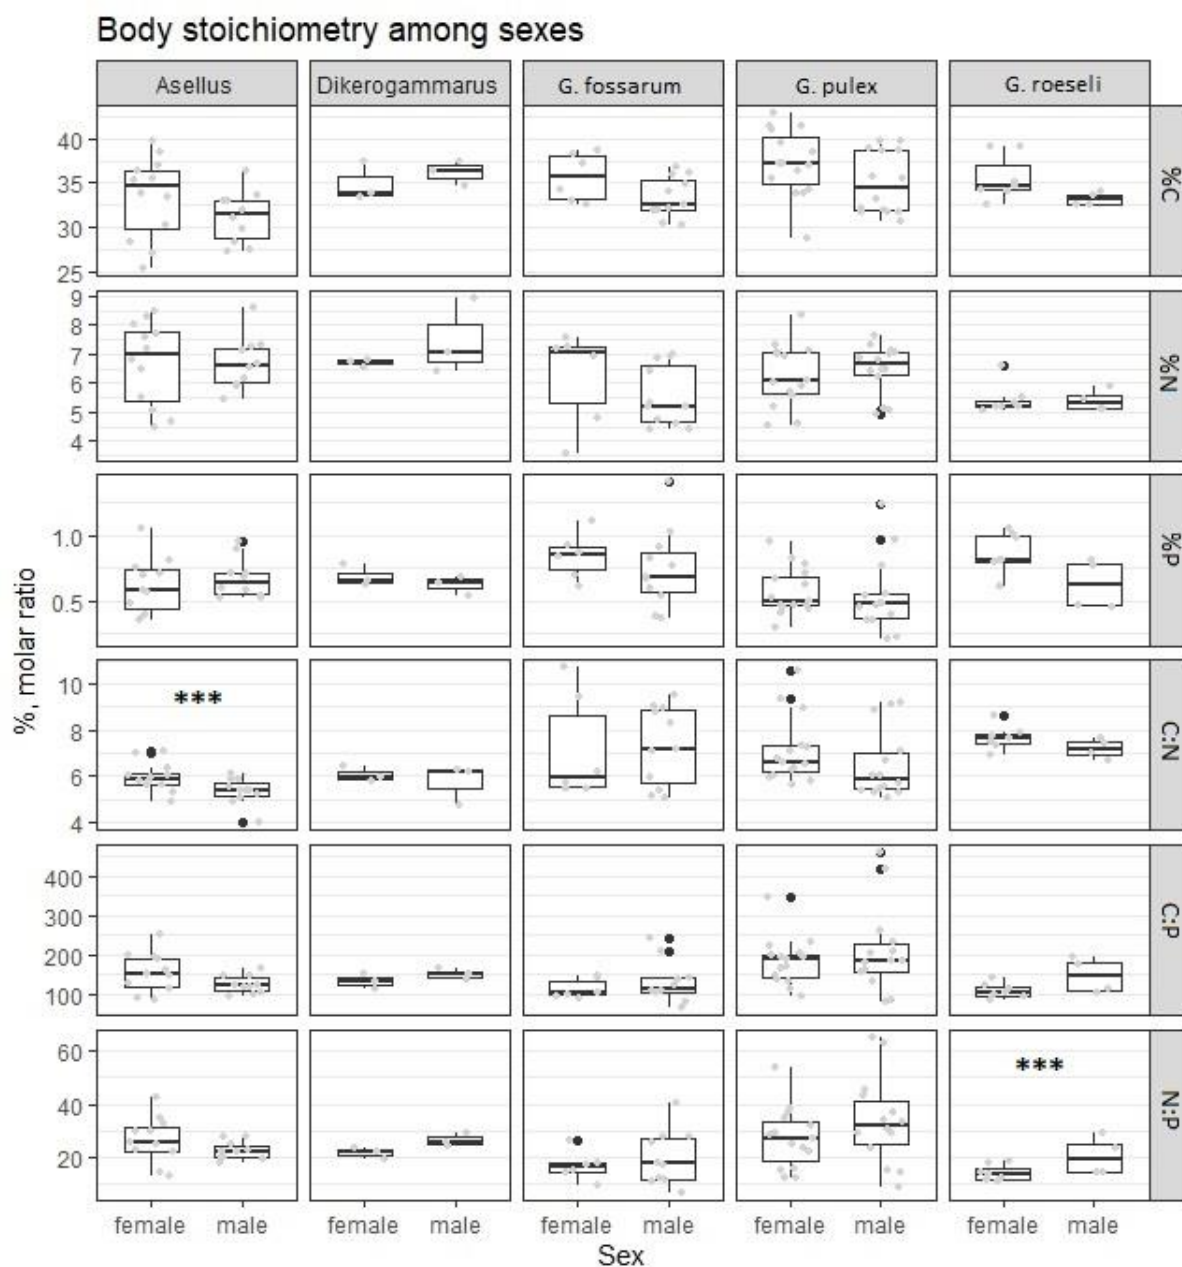 Body stoichiometry among sexes
Asellus Dikerogammarus G. fossarum G. pulex G. roeseli
40
35
30
25
%C
9
8
7
6
5
4
%N
1.0
0.5
%P
%, molar ratio
10
8
6
4
***
C:N
400
300
200
100
C:P
60
40
20
***
N:P
female male female male female male female male female male
Sex